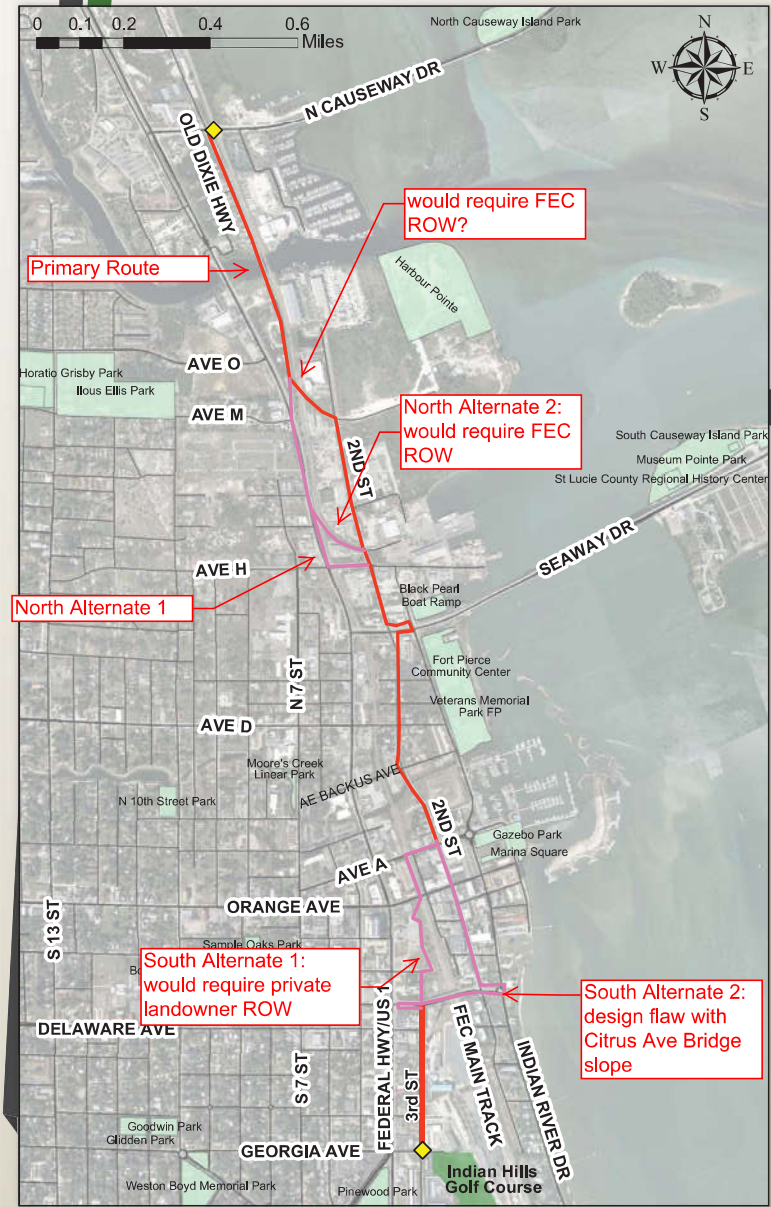 0 0.1 0.2 0.4 0.6
Miles
North Causeway Island Park
N
W E
S
N CAUSEWAY DR
OLD DIXIE HWY
would require FEC
ROW?
Primary Route
Harbour Pointe
AVE O
Horatio Grisby Park
Ilous Ellis Park
AVE M
North Alternate 2:
would require FEC
ROW
2ND ST
South Causeway Island Park
Museum Pointe Park
St Lucie County Regional History Center
SEAWAY DR
AVE H
North Alternate 1
Black Pearl
Boat Ramp
Fort Pierce
Community Center
N 7 ST
Veterans Memorial
Park FP
AVE D
Moore's Creek
Linear Park
AE BACKUS AVE
N 10th Street Park
2ND ST
Gazebo Park
Marina Square
AVE A
ORANGE AVE
S 13 ST
Sample Oaks Park
Bo
South Alternate 1:
would require private
landowner ROW
South Alternate 2:
design flaw with
Citrus Ave Bridge
slope
DELAWARE AVE
S 7 ST
FEDERAL HWY/US 1
3rd ST
FEC MAIN TRACK
INDIAN RIVER DR
Goodwin Park
Glidden Park
GEORGIA AVE
Weston Boyd Memorial Park
Pinewood Park
Indian Hills
Golf Course